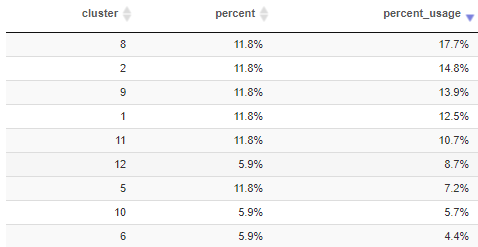 cluster percent percent_usage
8 11.8% 17.7%
2 11.8% 14.8%
9 11.8% 13.9%
1 11.8% 12.5%
11 11.8% 10.7%
12 5.9% 8.7%
5 11.8% 7.2%
10 5.9% 5.7%
6 5.9% 4.4%